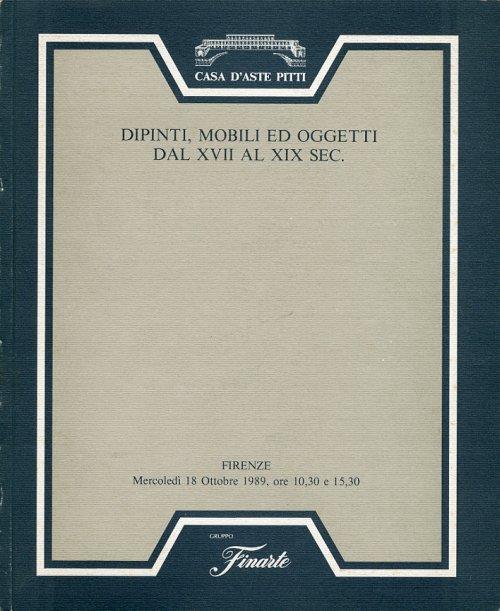 CASA D'ASTE PITTI
DIPINTI, MOBILI ED OGGETTI
DAL XVII AL XIX SEC.
FIRENZE
Mercoledì 18 Ottobre 1989, ore 10,30 e 15,30
GRUPPO
Finarte